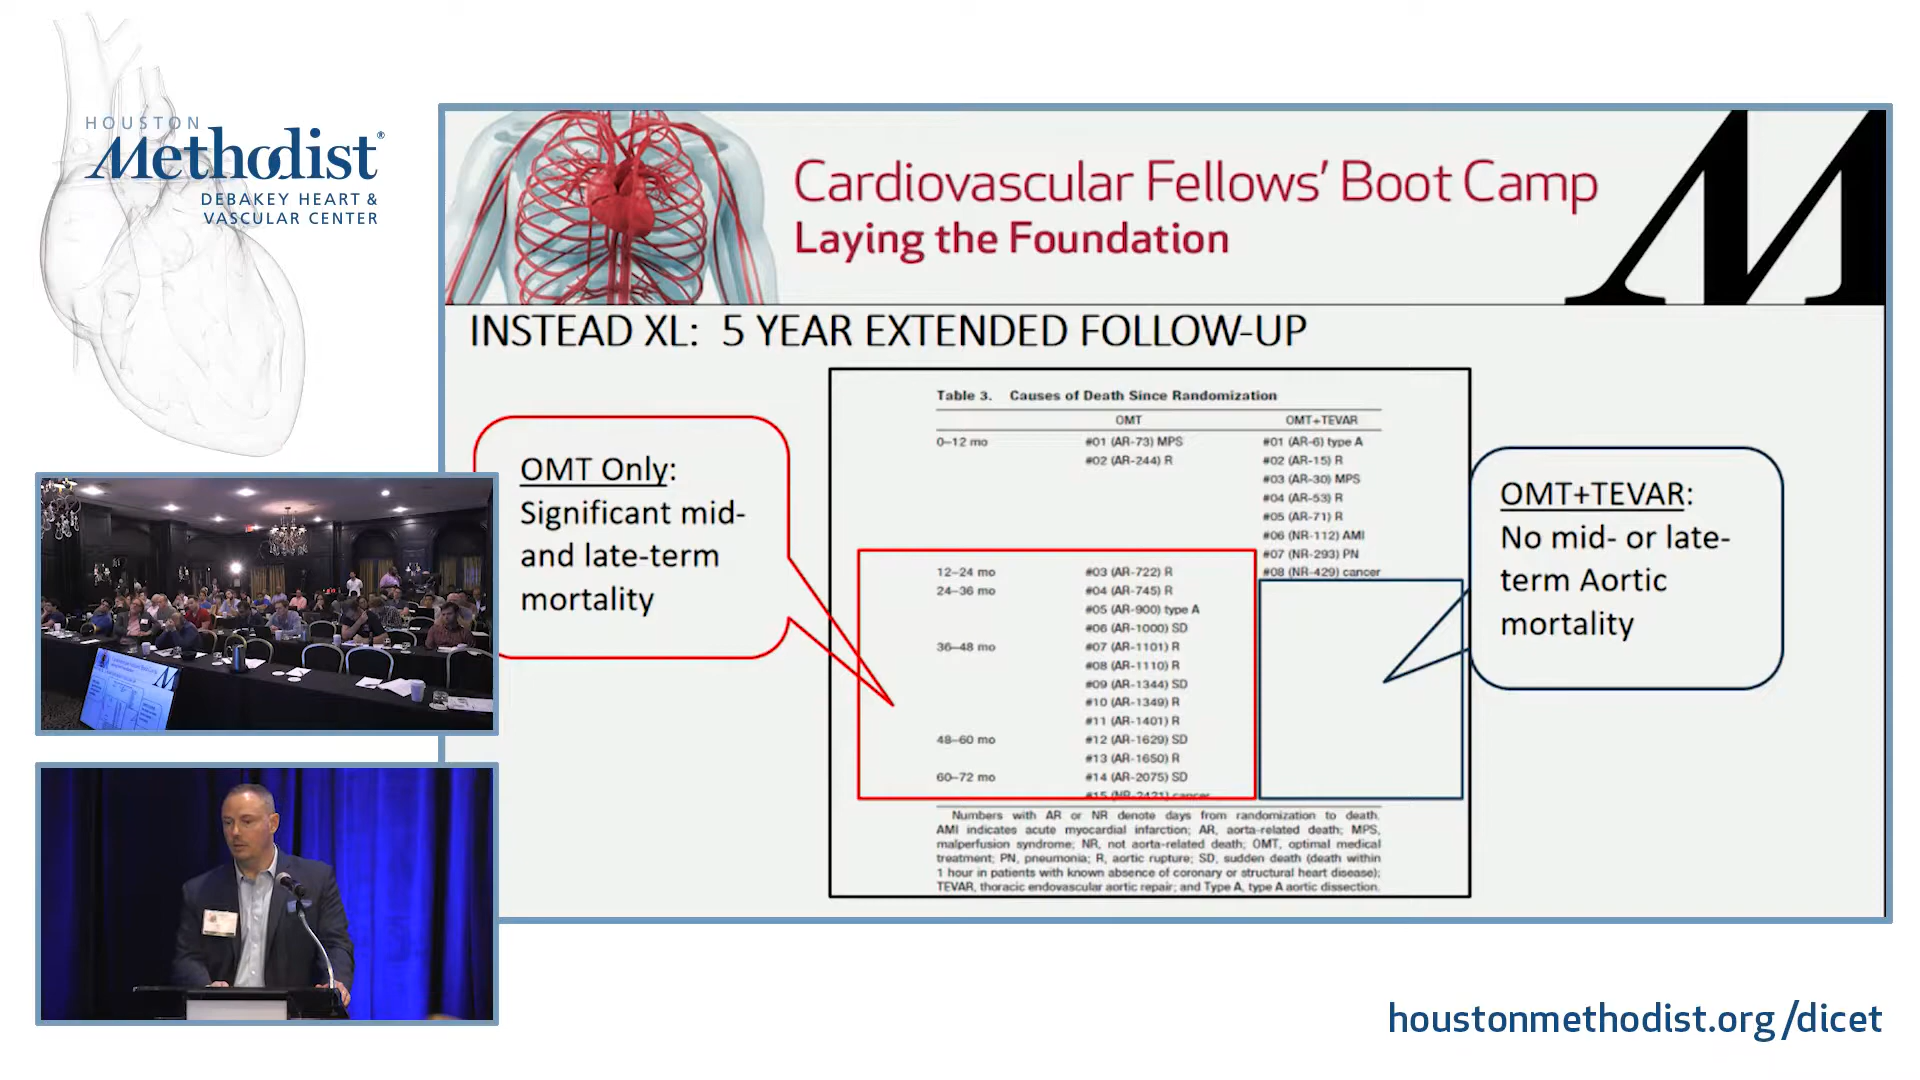 HOUSTON
Methodist®
DEBAKEY HEART &
VASCULAR CENTER
Cardiovascular Fellows' Boot Camp
Laying the Foundation
M
INSTEAD XL: 5 YEAR EXTENDED FOLLOW-UP
OMT Only:
Significant mid-
and late-term
mortality
Table 3. Causes of Death Since Randomization
OMT OMT+TEVAR
0–12 mo #01 (AR-73) MPS #01 (AR-6) type A
#02 (AR-244) R #02 (AR-15) R
#03 (AR-30) MPS
#04 (AR-53) R
#05 (AR-71) R
#06 (NR-112) AMI
#07 (NR-293) PN
12–24 mo #03 (AR-722) R #08 (NR-429) cancer
24–36 mo #04 (AR-745) R
#05 (AR-900) type A
#06 (AR-1000) SD
36–48 mo #07 (AR-1101) R
#08 (AR-1110) R
#09 (AR-1344) SD
#10 (AR-1349) R
#11 (AR-1401) R
48–60 mo #12 (AR-1629) SD
#13 (AR-1650) R
60–72 mo #14 (AR-2075) SD
#15 (NR-2421) cancer
Numbers with AR or NR denote days from randomization to death.
AMI indicates acute myocardial infarction; AR, aorta-related death; MPS,
malperfusion syndrome; NR, not aorta-related death; OMT, optimal medical
treatment; PN, pneumonia; R, aortic rupture; SD, sudden death (death within
1 hour in patients with known absence of coronary or structural heart disease);
TEVAR, thoracic endovascular aortic repair; and Type A, type A aortic dissection.
OMT+TEVAR:
No mid- or late-
term Aortic
mortality
houstonmethodist.org/dicet